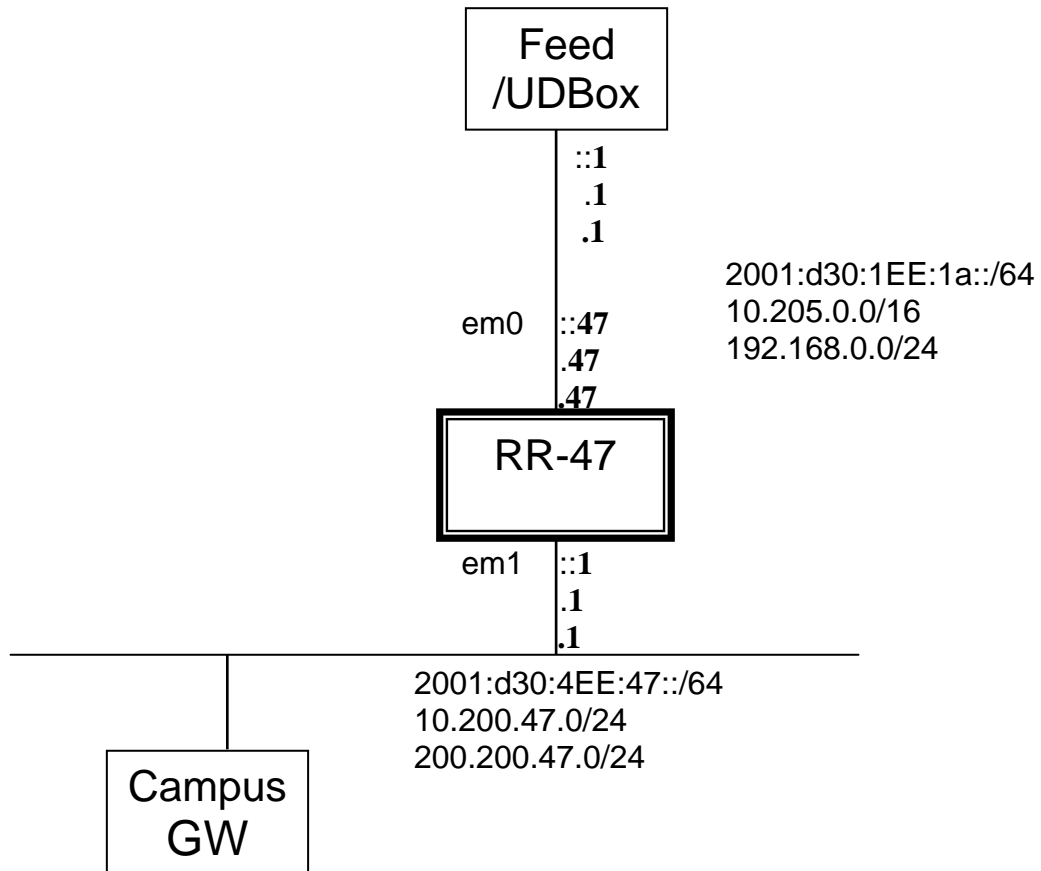 Feed
/UDBox
::1
.1
.1
2001:d30:1EE:1a::/64
10.205.0.0/16
192.168.0.0/24
em0
::47
.47
.47
RR-47
em1
::1
.1
.1
2001:d30:4EE:47::/64
10.200.47.0/24
200.200.47.0/24
Campus
GW